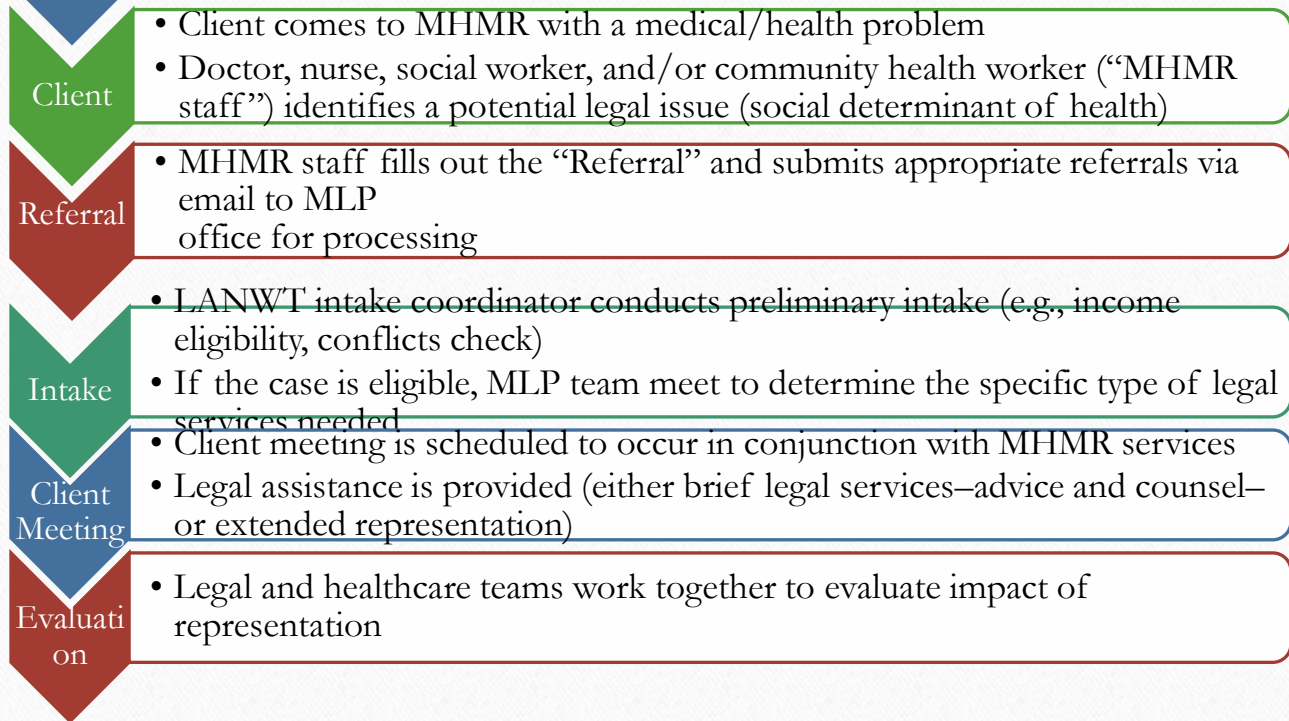 Client
• Client comes to MHMR with a medical/health problem
• Doctor, nurse, social worker, and/or community health worker (“MHMR
staff”) identifies a potential legal issue (social determinant of health)
Referral
• MHMR staff fills out the “Referral” and submits appropriate referrals via
email to MLP
office for processing
Intake
• LANWT intake coordinator conducts preliminary intake (e.g., income
eligibility, conflicts check)
• If the case is eligible, MLP team meet to determine the specific type of legal
services needed
Client
Meeting
• Client meeting is scheduled to occur in conjunction with MHMR services
• Legal assistance is provided (either brief legal services–advice and counsel–
or extended representation)
Evaluati
on
• Legal and healthcare teams work together to evaluate impact of
representation